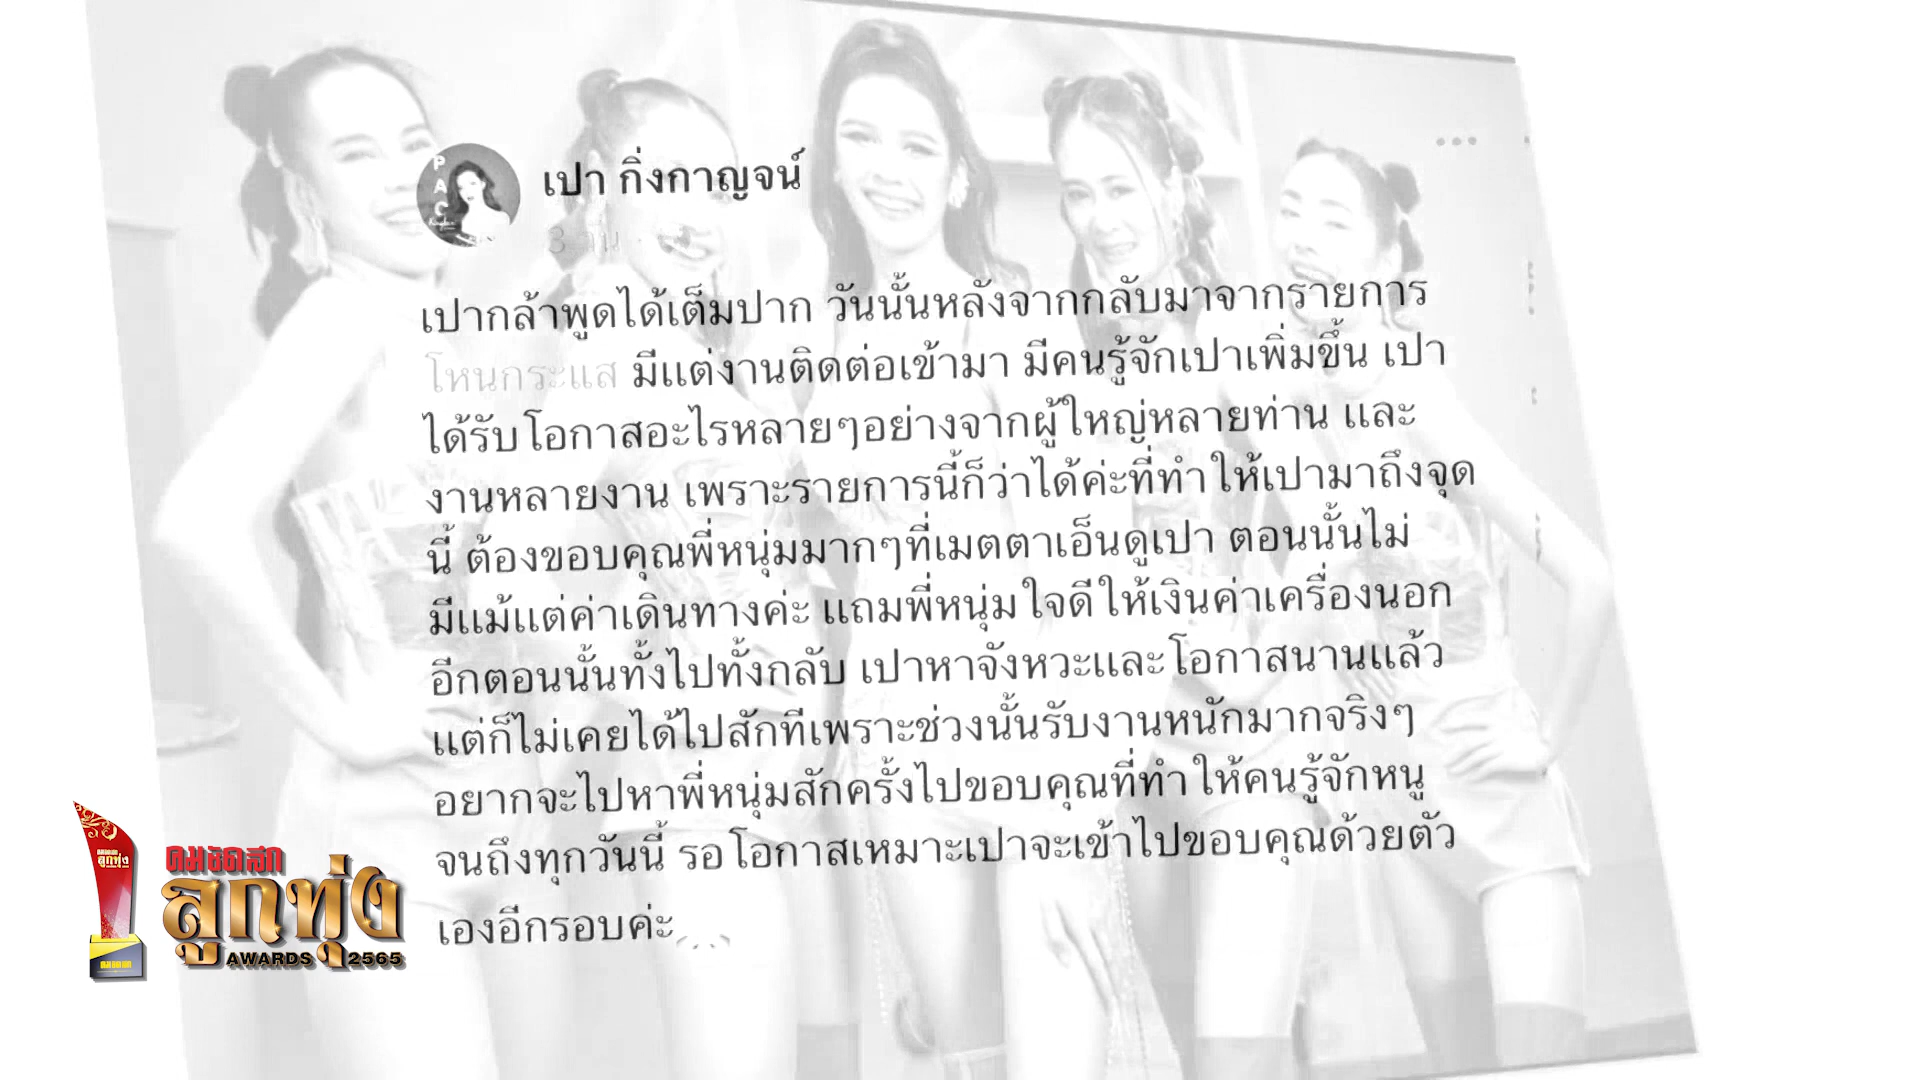 PAC
เปา กิ่งกาญจน์
3 วัน
เปากล้าพูดได้เต็มปาก วันนั้นหลังจากกลับมาจากรายการ
โหนกระแส มีแต่งานติดต่อเข้ามา มีคนรู้จักเปาเพิ่มขึ้น เปา
ได้รับโอกาสอะไรหลายๆอย่างจากผู้ใหญ่หลายท่าน และ
งานหลายงาน เพราะรายการนี้ก็ว่าได้ค่ะที่ทำให้เปามาถึงจุด
นี้ ต้องขอบคุณพี่หนุ่มมากๆที่เมตตาเอ็นดูเปา ตอนนั้นไม่
มีแม้แต่ค่าเดินทางค่ะ แถมพี่หนุ่มใจดีให้เงินค่าเครื่องนอก
อีกตอนนั้นทั้งไปทั้งกลับ เปาหาจังหวะและโอกาสนานแล้ว
แต่ก็ไม่เคยได้ไปสักทีเพราะช่วงนั้นรับงานหนักมากจริงๆ
อยากจะไปหาพี่หนุ่มสักครั้งไปขอบคุณที่ทำให้คนรู้จักหนู
จนถึงทุกวันนี้ รอโอกาสเหมาะเปาจะเข้าไปขอบคุณด้วยตัว
เองอีกรอบค่ะ
คมชัดลึก
ลูกทุ่ง
AWARDS 2565